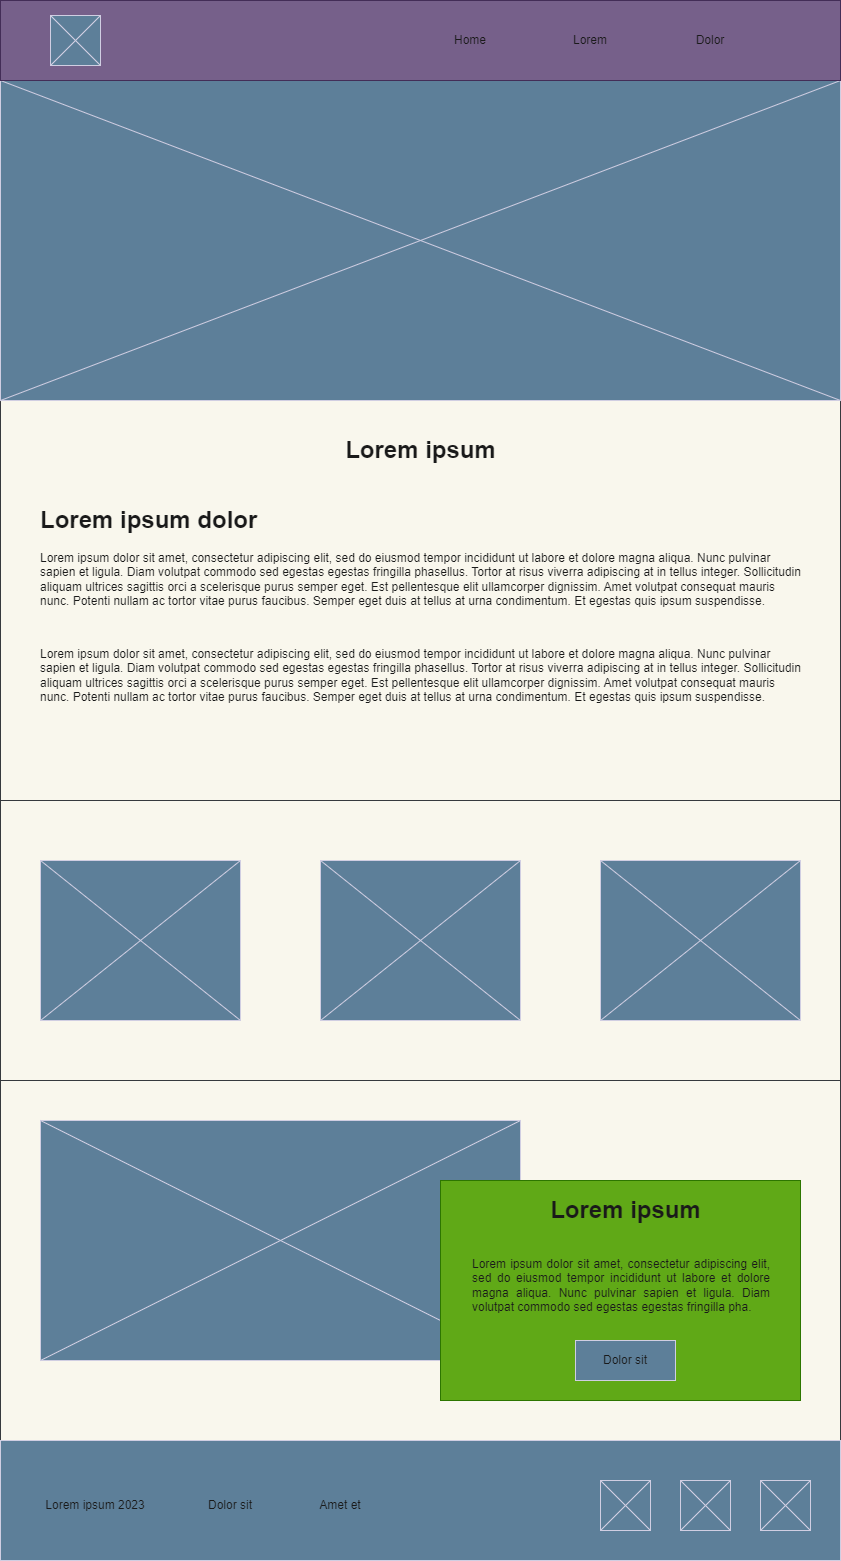 Home Lorem Dolor
Lorem ipsum
Lorem ipsum dolor
Lorem ipsum dolor sit amet, consectetur adipiscing elit, sed do eiusmod tempor incididunt ut labore et dolore magna aliqua. Nunc pulvinar
sapien et ligula. Diam volutpat commodo sed egestas egestas fringilla phasellus. Tortor at risus viverra adipiscing at in tellus integer. Sollicitudin
aliquam ultrices sagittis orci a scelerisque purus semper eget. Est pellentesque elit ullamcorper dignissim. Amet volutpat consequat mauris
nunc. Potenti nullam ac tortor vitae purus faucibus. Semper eget duis at tellus at urna condimentum. Et egestas quis ipsum suspendisse.
Lorem ipsum dolor sit amet, consectetur adipiscing elit, sed do eiusmod tempor incididunt ut labore et dolore magna aliqua. Nunc pulvinar
sapien et ligula. Diam volutpat commodo sed egestas egestas fringilla phasellus. Tortor at risus viverra adipiscing at in tellus integer. Sollicitudin
aliquam ultrices sagittis orci a scelerisque purus semper eget. Est pellentesque elit ullamcorper dignissim. Amet volutpat consequat mauris
nunc. Potenti nullam ac tortor vitae purus faucibus. Semper eget duis at tellus at urna condimentum. Et egestas quis ipsum suspendisse.
Lorem ipsum
Lorem ipsum dolor sit amet, consectetur adipiscing elit,
sed do eiusmod tempor incididunt ut labore et dolore
magna aliqua. Nunc pulvinar sapien et ligula. Diam
volutpat commodo sed egestas egestas fringilla pha.
Dolor sit
Lorem ipsum 2023 Dolor sit Amet et